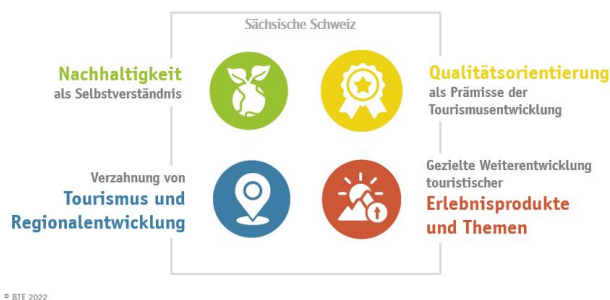 Sächsische Schweiz
Nachhaltigkeit
als Selbstverständnis
Qualitätsorientierung
als Prämisse der
Tourismusentwicklung
Verzahnung von
Tourismus und
Regionalentwicklung
Gezielte Weiterentwicklung
touristischer
Erlebnisprodukte
und Themen
© BTE 2022